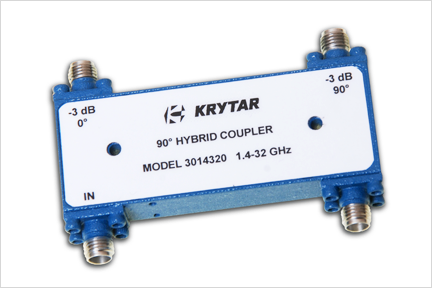 -3 dB
0°
-3 dB
90°
KRYTAR
90° HYBRID COUPLER
MODEL 3014320 1.4-32 GHz
IN